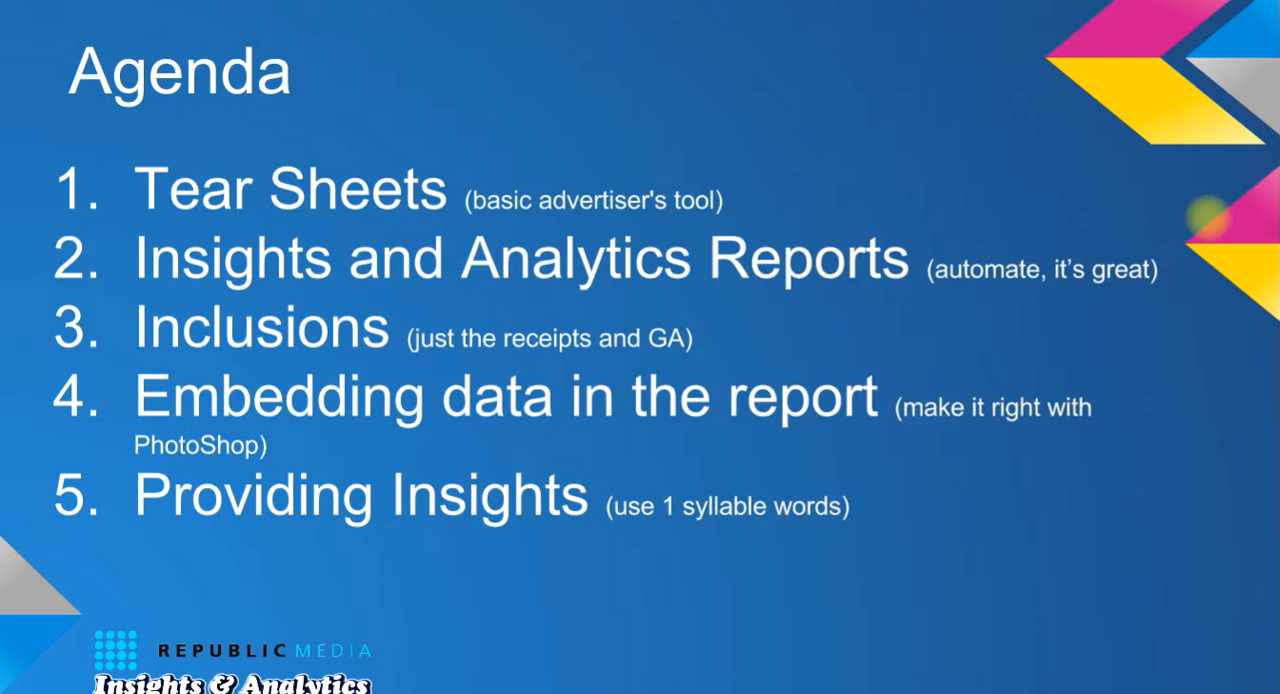 Agenda
1. Tear Sheets (basic advertiser's tool)
2. Insights and Analytics Reports (automate, it’s great)
3. Inclusions (just the receipts and GA)
4. Embedding data in the report (make it right with
PhotoShop)
5. Providing Insights (use 1 syllable words)
REPUBLIC MEDIA
Insights & Analytics